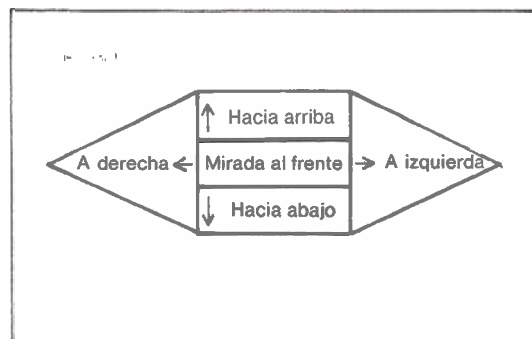 ↑ Hacia arriba
A derecha ← Mirada al frente → A izquierda
↓ Hacia abajo